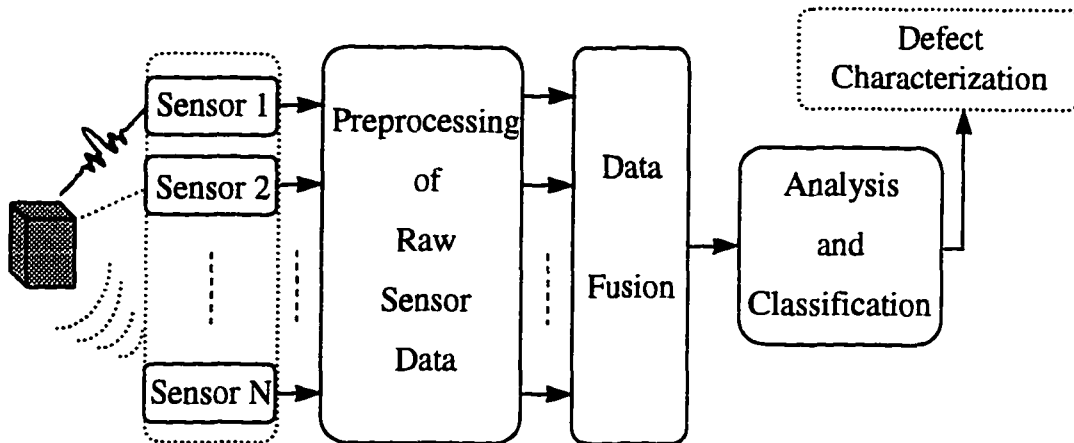 Sensor 1
Sensor 2
Sensor N
Preprocessing
of
Raw
Sensor
Data
Data
Fusion
Analysis
and
Classification
Defect
Characterization